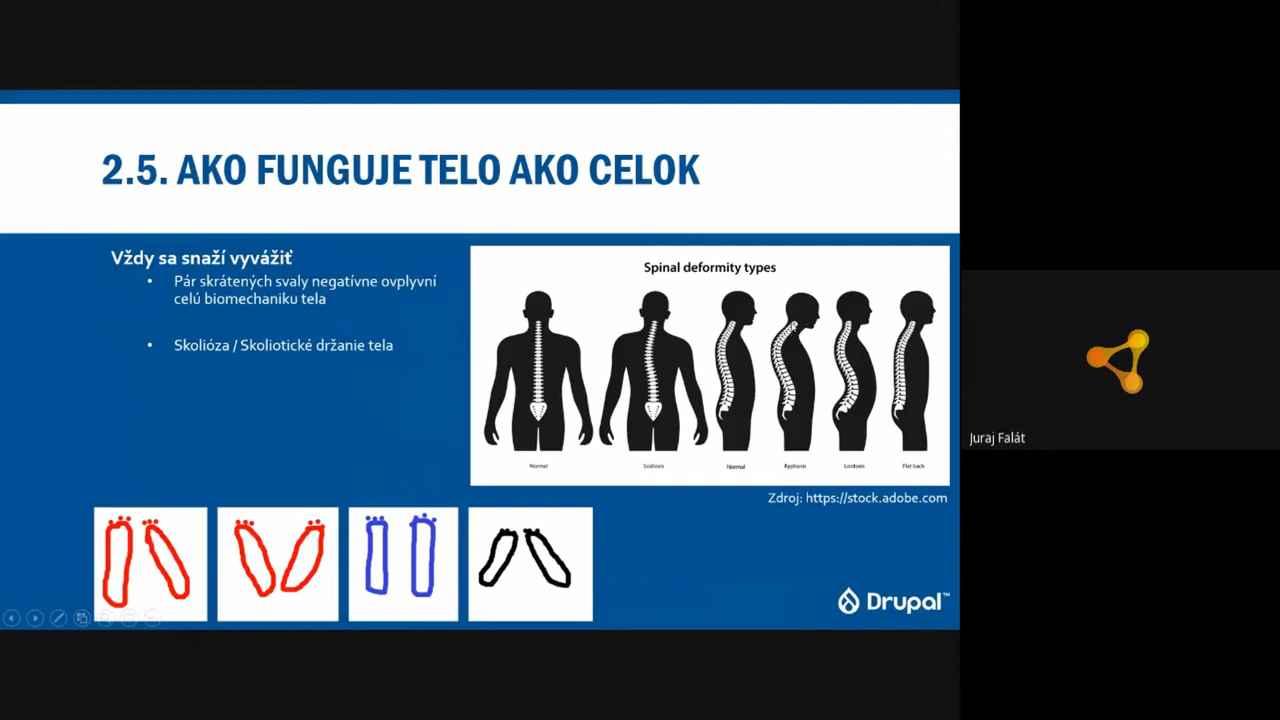 2.5. AKO FUNGUJE TELO AKO CELOK
Vždy sa snaží vyvážiť
• Pár skrátených svaly negatívne ovplyvní
celú biomechaniku tela
• Skolióza / Skoliotické držanie tela
Spinal deformity types
Normal Scoliosis Normal Kyphosis Lordosis Flat back
Zdroj: https://stock.adobe.com
Drupal™
Juraj Falát